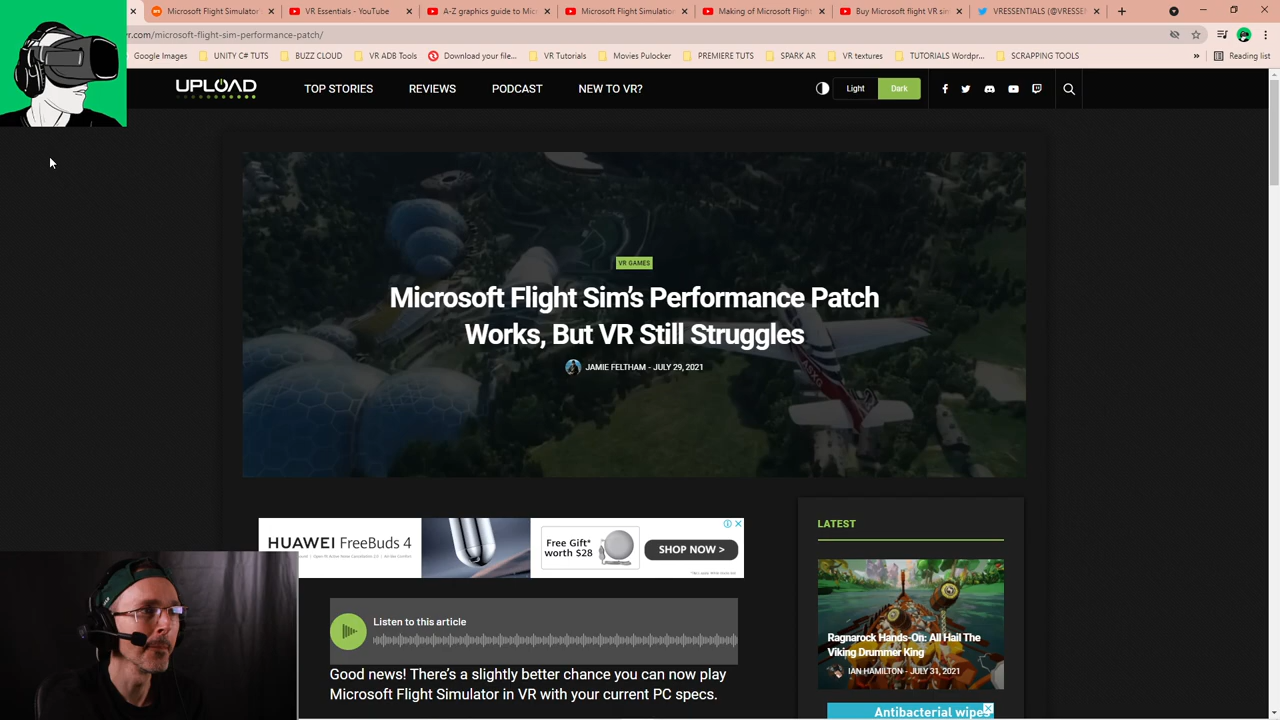 Microsoft Flight Simulator's
VR Essentials - YouTube
A-Z graphics guide to Micr
Microsoft Flight Simulation
Making of Microsoft Flight
Buy Microsoft flight VR sim
VRESSENTIALS (@VRESSEN
r.com/microsoft-flight-sim-performance-patch/
Google Images
UNITY C# TUTS
BUZZ CLOUD
VR ADB Tools
Download your file...
VR Tutorials
Movies Pulocker
PREMIERE TUTS
SPARK AR
VR textures
TUTORIALS Wordpr...
SCRAPPING TOOLS
»
Reading list
UPLOAD
TOP STORIES
REVIEWS
PODCAST
NEW TO VR?
Light
Dark
VR GAMES
Microsoft Flight Sim's Performance Patch
Works, But VR Still Struggles
JAMIE FELTHAM - JULY 29, 2021
HUAWEI FreeBuds 4
Free Gift*
worth $28
SHOP NOW >
LATEST
Listen to this article
Ragnarock Hands-On: All Hail The
Viking Drummer King
IAN HAMILTON - JULY 31, 2021
Good news! There's a slightly better chance you can now play
Microsoft Flight Simulator in VR with your current PC specs.
Antibacterial wipes